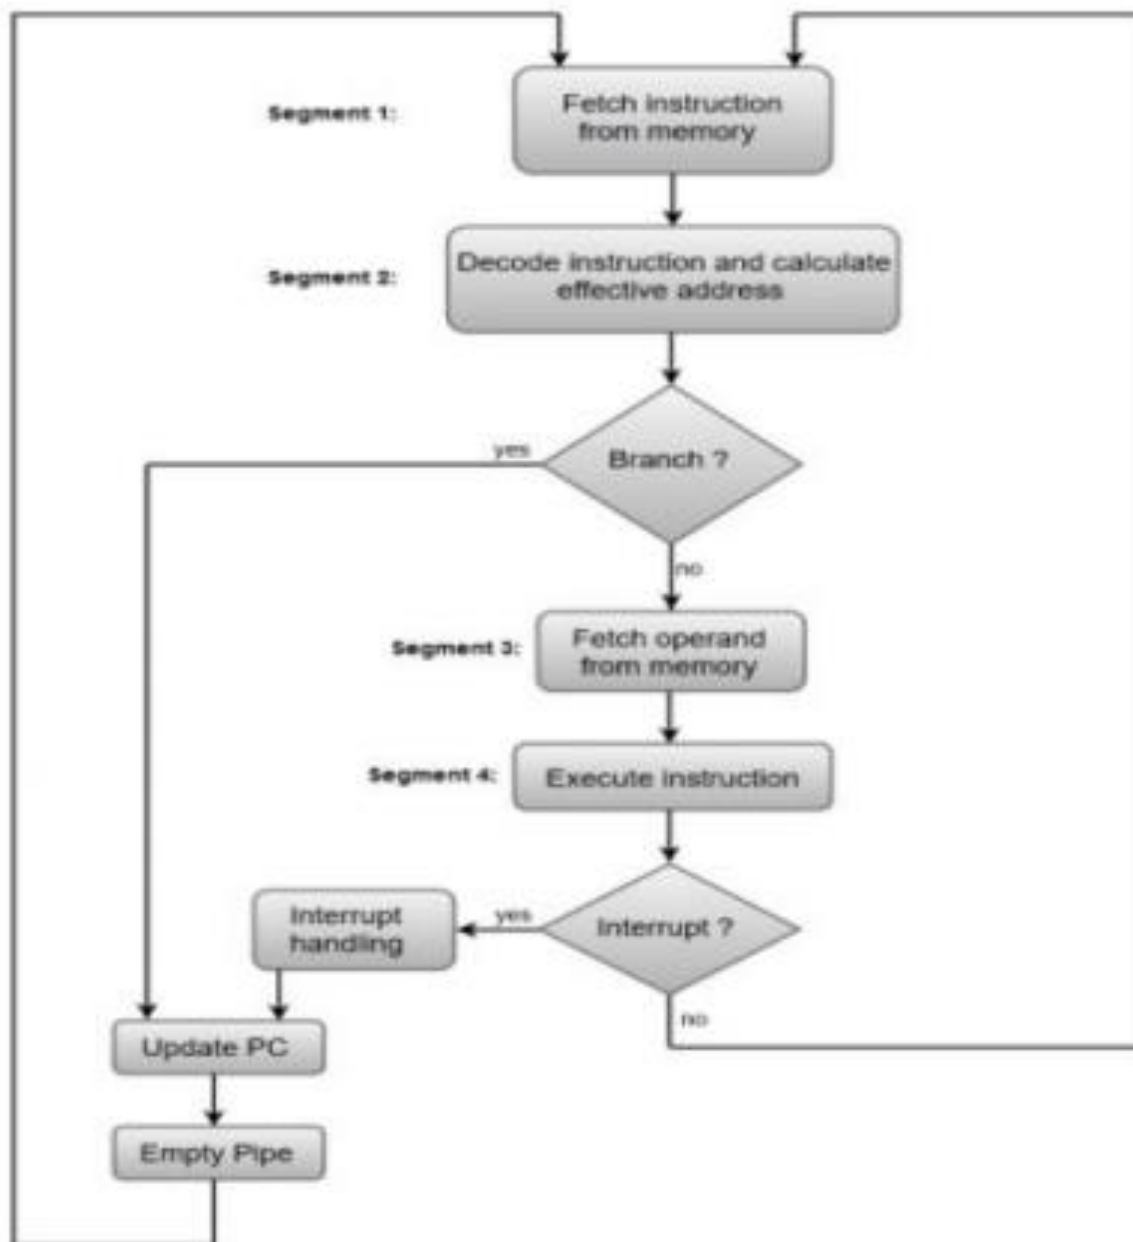 Segment 1:
Fetch instruction
from memory
Segment 2:
Decode instruction and calculate
effective address
Branch ?
yes
no
Segment 3:
Fetch operand
from memory
Segment 4:
Execute instruction
Interrupt ?
yes
no
Interrupt
handling
Update PC
Empty Pipe